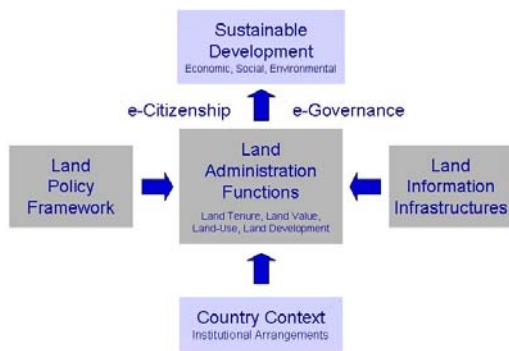 Sustainable
Development
Economic, Social, Environmental
e-Citizenship
e-Governance
Land
Policy
Framework
Land
Administration
Functions
Land Tenure, Land Value,
Land-Use, Land Development
Land
Information
Infrastructures
Country Context
Institutional Arrangements